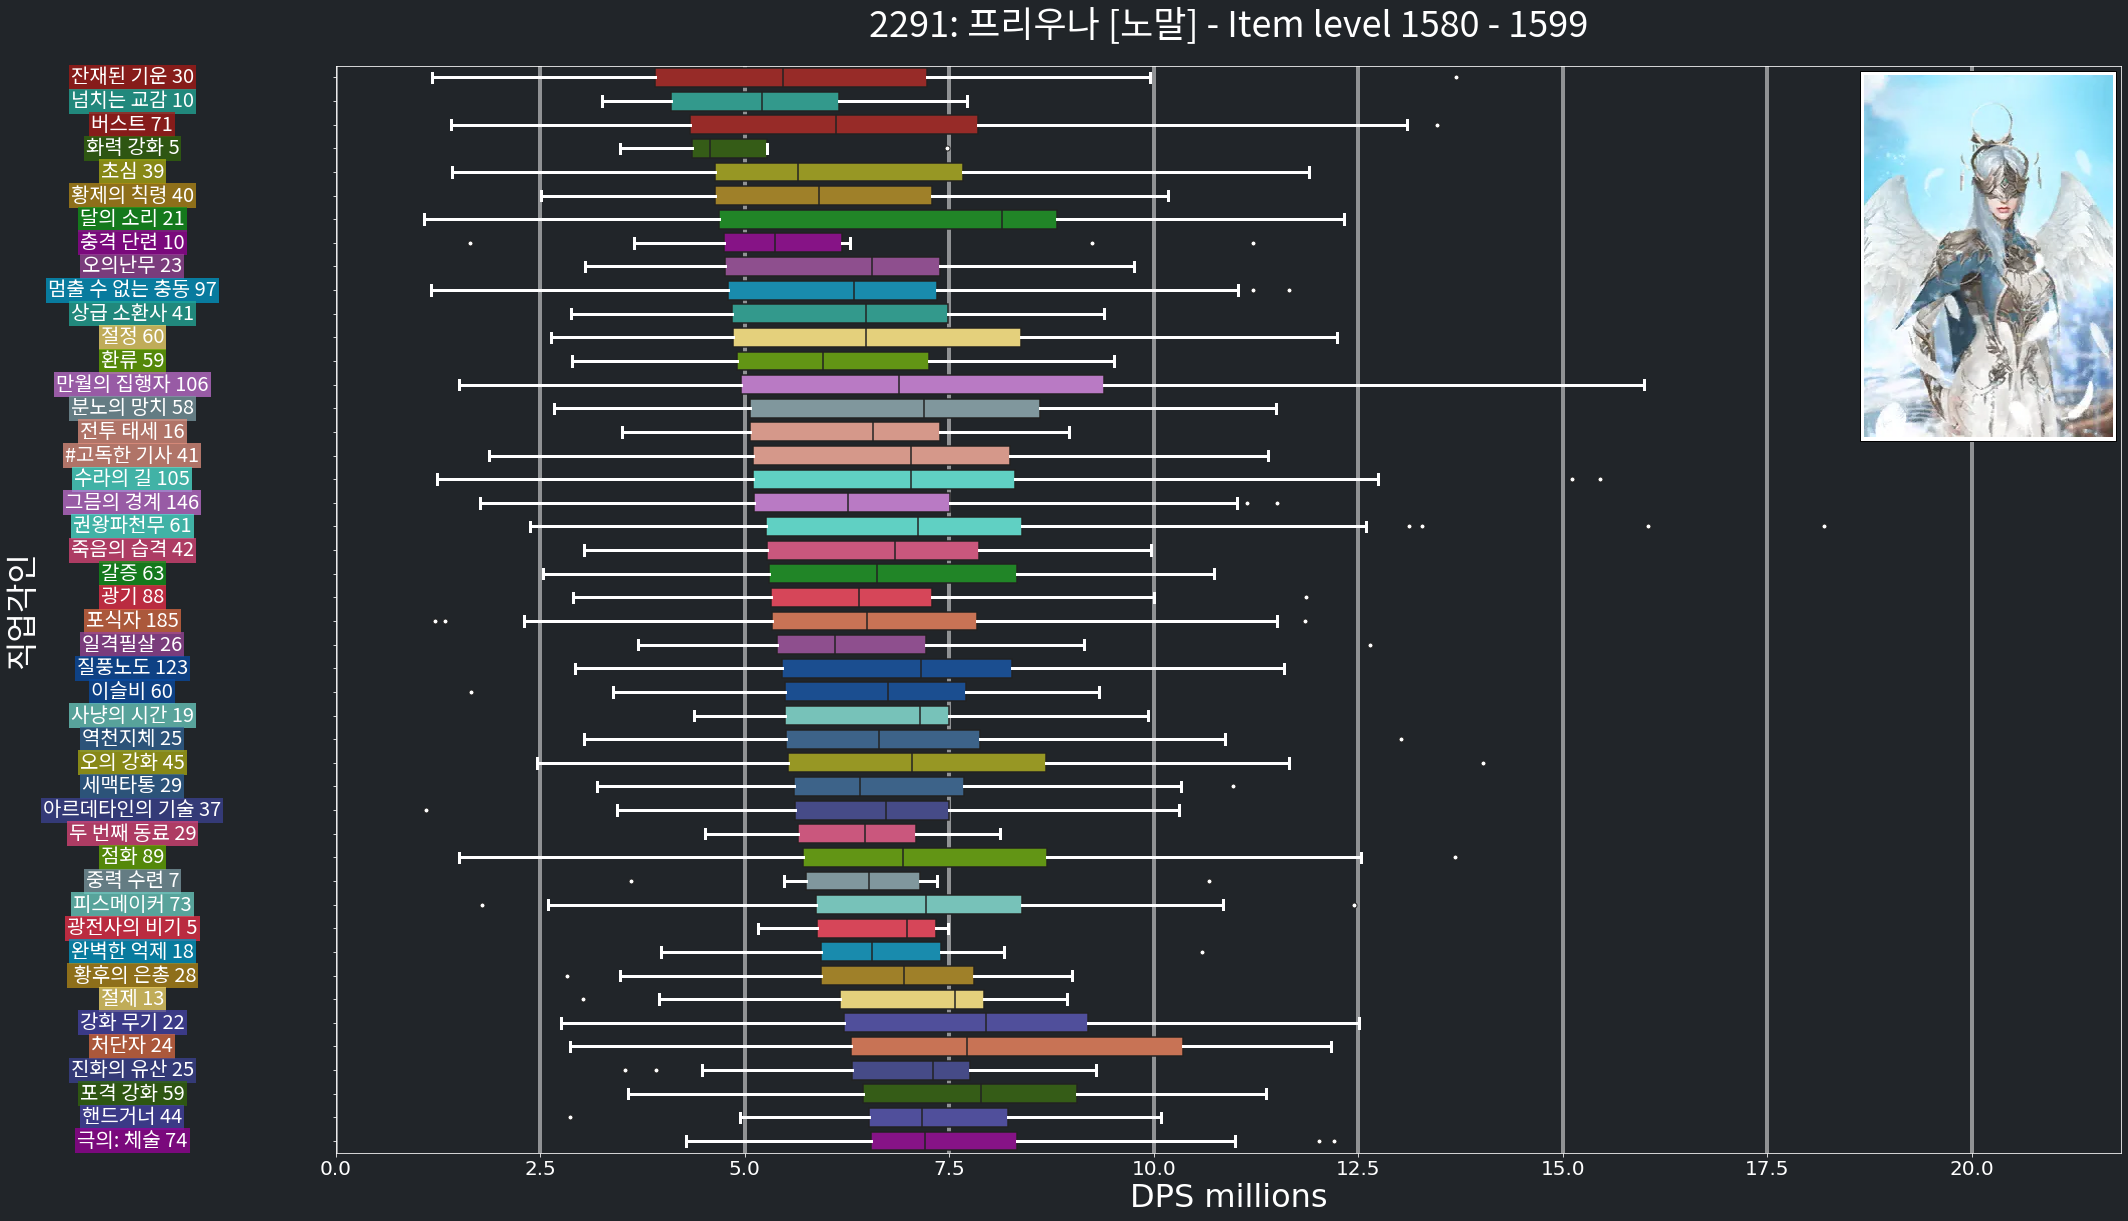 2291: 프리우나 [노말] - Item level 1580 - 1599
잔재된 기운 30
넘치는 교감 10
버스트 71
화력 강화 5
초심 39
황제의 칙령 40
달의 소리 21
충격 단련 10
오의난무 23
멈출 수 없는 충동 97
상급 소환사 41
절정 60
환류 59
만월의 집행자 106
분노의 망치 58
전투 태세 16
#고독한 기사 41
수라의 길 105
그믐의 경계 146
권왕파천무 61
죽음의 습격 42
갈증 63
광기 88
포식자 185
일격필살 26
질풍노도 123
이슬비 60
사냥의 시간 19
역천지체 25
오의 강화 45
세맥타통 29
아르데타인의 기술 37
두 번째 동료 29
점화 89
중력 수련 7
피스메이커 73
광전사의 비기 5
완벽한 억제 18
황후의 은총 28
절제 13
강화 무기 22
처단자 24
진화의 유산 25
포격 강화 59
핸드거너 44
극의: 체술 74
직업각인
0.0 2.5 5.0 7.5 10.0 12.5 15.0 17.5 20.0
DPS millions